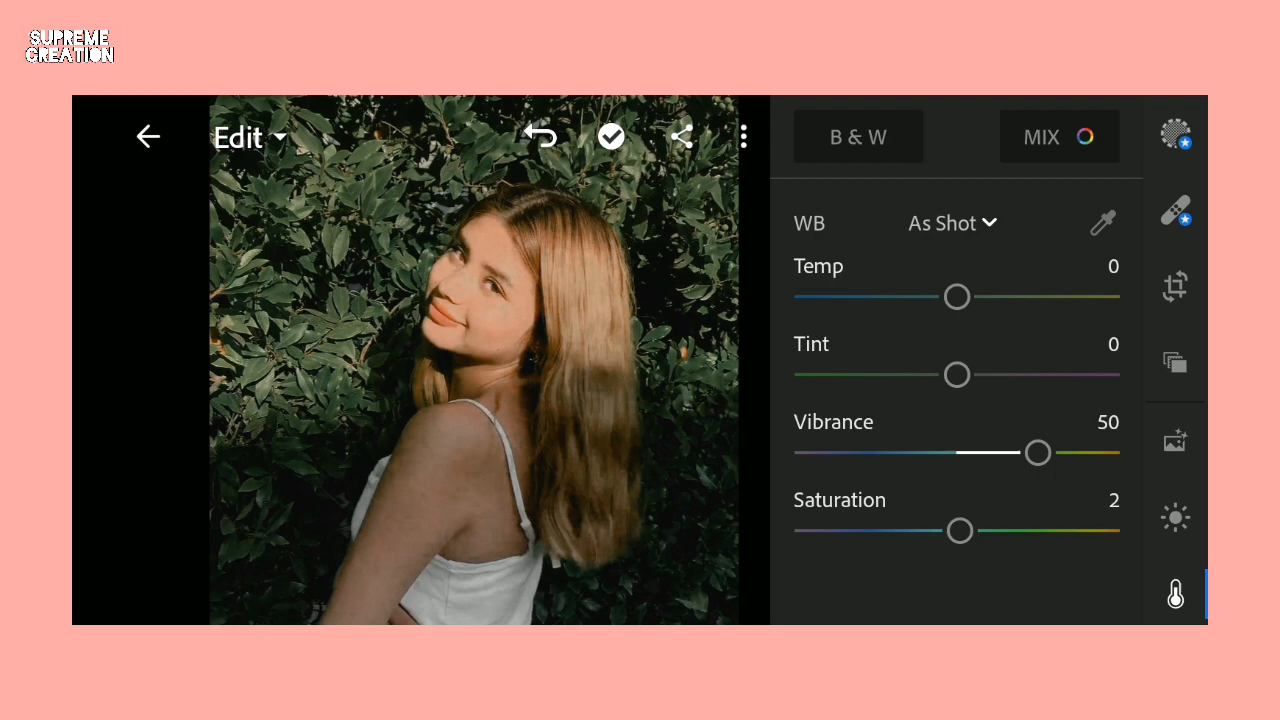 SUPREME
CREATION
Edit
B & W
MIX
WB
As Shot
Temp
0
Tint
0
Vibrance
50
Saturation
2